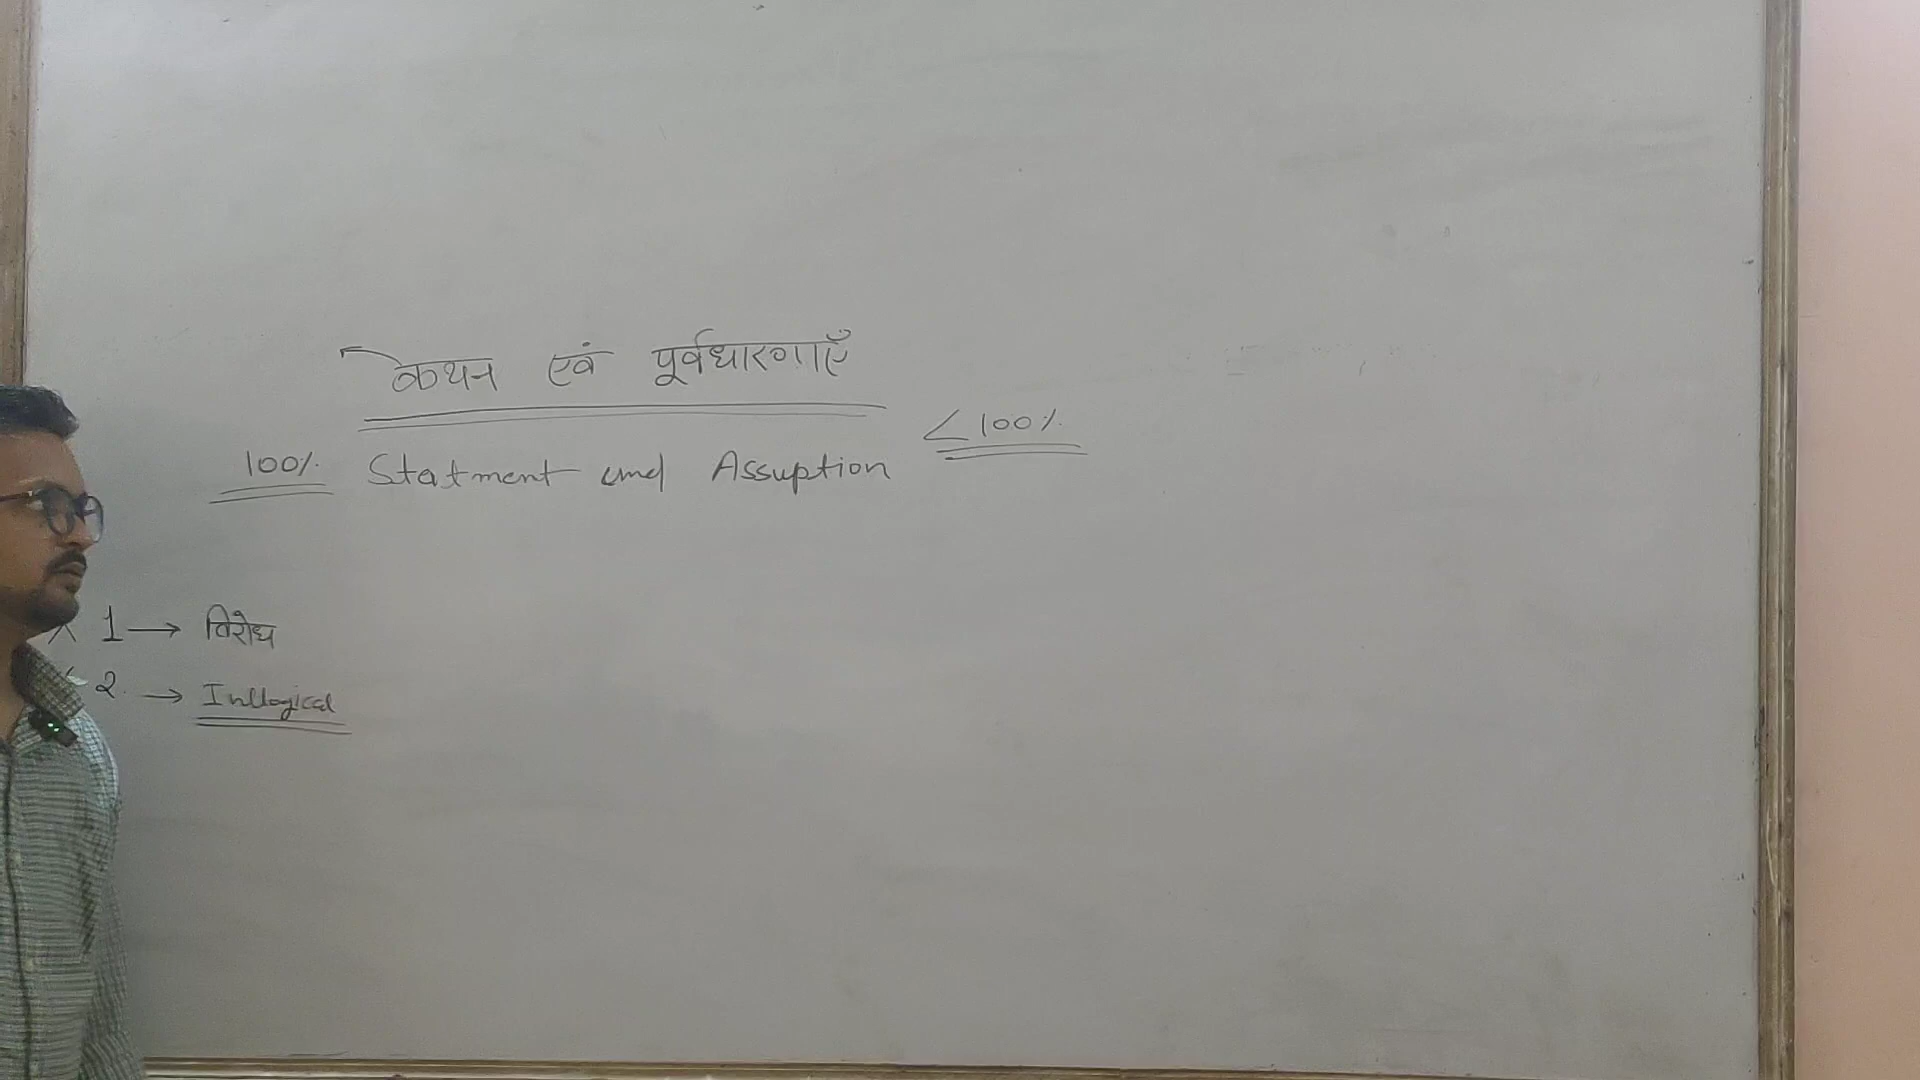 कथन एवं पूर्वधारणाएँ
100% Statment and Assuption <100%
1 → विरोध
2. → Inllogical